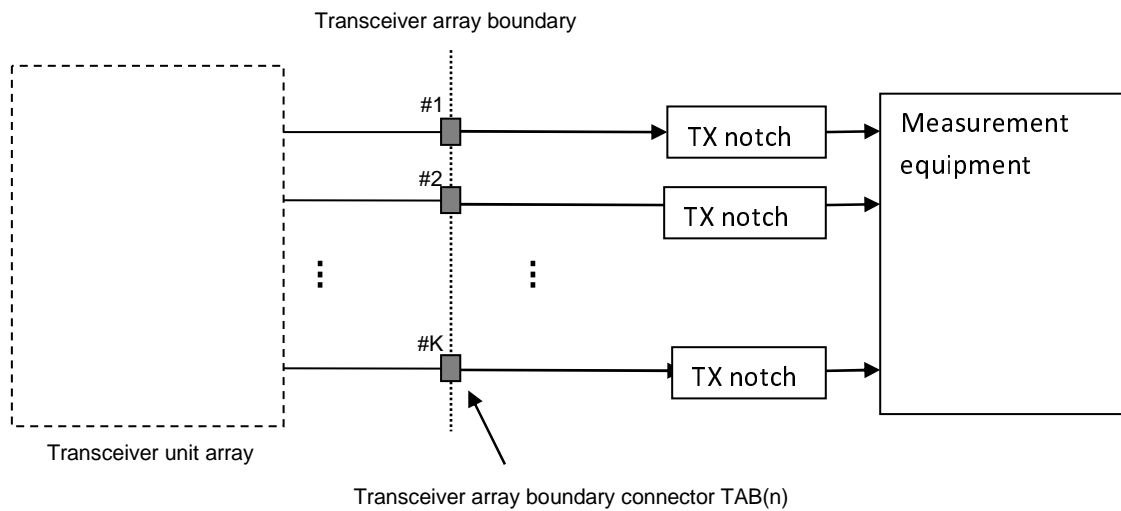 Transceiver array boundary
#1
TX notch
Measurement
equipment
#2
TX notch
#K
TX notch
Transceiver unit array
Transceiver array boundary connector TAB(n)